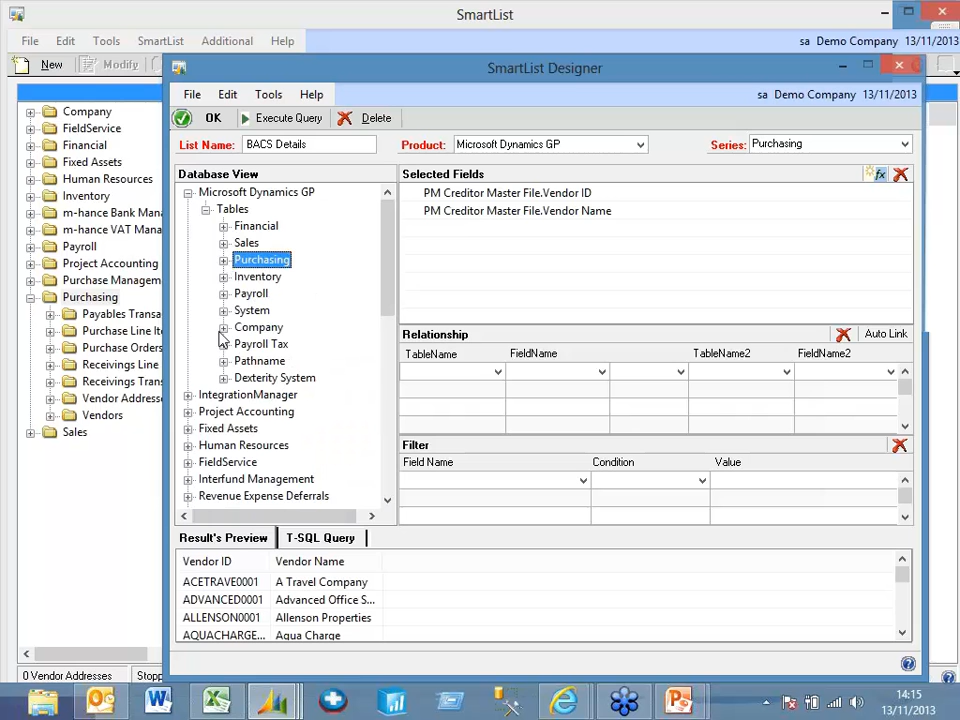 SmartList
File Edit Tools SmartList Additional Help
sa Demo Company 13/11/2013
New Modify
Company
FieldService
Financial
Fixed Assets
Human Resources
Inventory
m-hance Bank Mana
m-hance VAT Mana
Payroll
Project Accounting
Purchase Managem
Purchasing
Payables Transa
Purchase Line Ite
Purchase Orders
Receivings Line
Receivings Trans
Vendor Addresse
Vendors
Sales
0 Vendor Addresses Stopp
SmartList Designer
File Edit Tools Help
sa Demo Company 13/11/2013
OK Execute Query Delete
List Name: BACS Details Product: Microsoft Dynamics GP Series: Purchasing
Database View
Microsoft Dynamics GP
Tables
Financial
Sales
Purchasing
Inventory
Payroll
System
Company
Payroll Tax
Pathname
Dexterity System
IntegrationManager
Project Accounting
Fixed Assets
Human Resources
FieldService
Interfund Management
Revenue Expense Deferrals
Selected Fields
fx
PM Creditor Master File.Vendor ID
PM Creditor Master File.Vendor Name
Relationship
Auto Link
TableName FieldName TableName2 FieldName2
Filter
Field Name Condition Value
Result's Preview T-SQL Query
Vendor ID Vendor Name
ACETRAVE0001 A Travel Company
ADVANCED0001 Advanced Office S...
ALLENSON0001 Allenson Properties
AQUACHARGE... Aqua Charge
14:15
13/11/2013